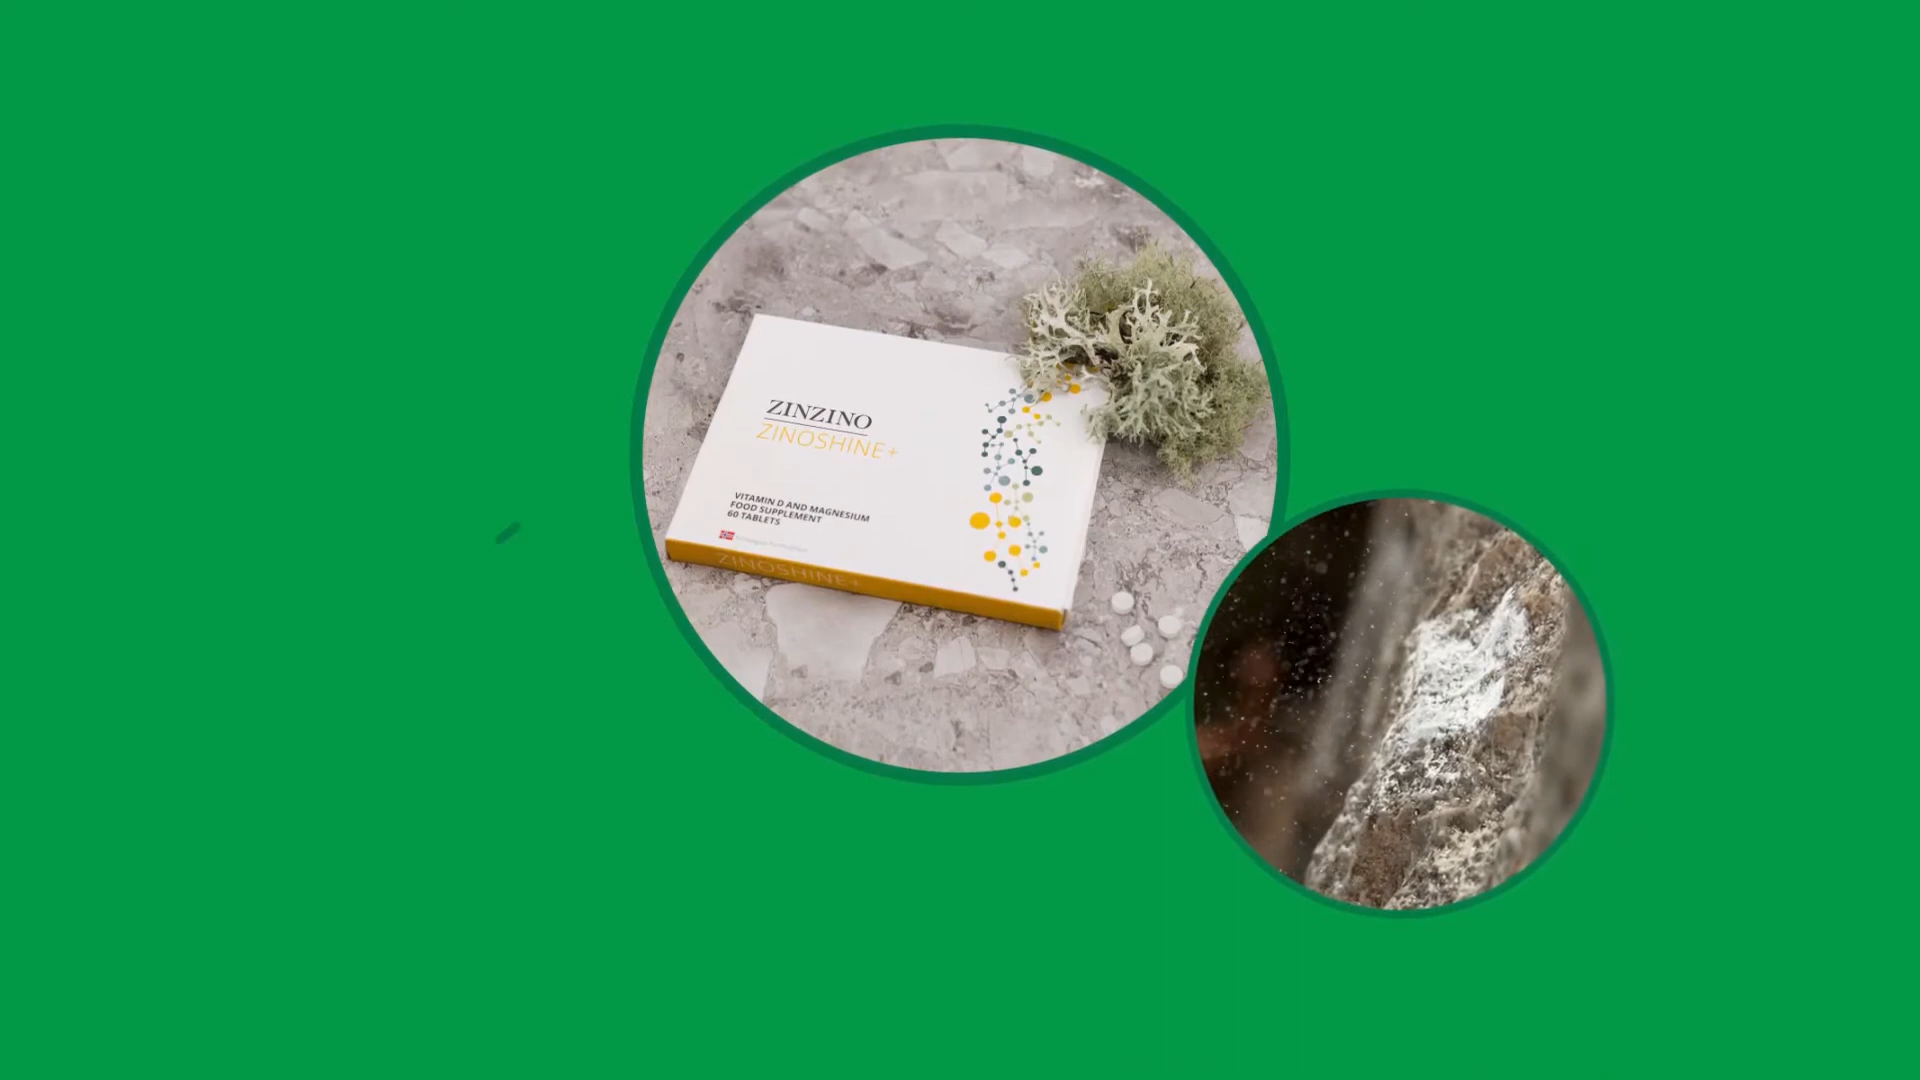 ZINZINO
ZINOSHINE+
VITAMIN D AND MAGNESIUM
FOOD SUPPLEMENT
60 TABLETS
ZINOSHINE+